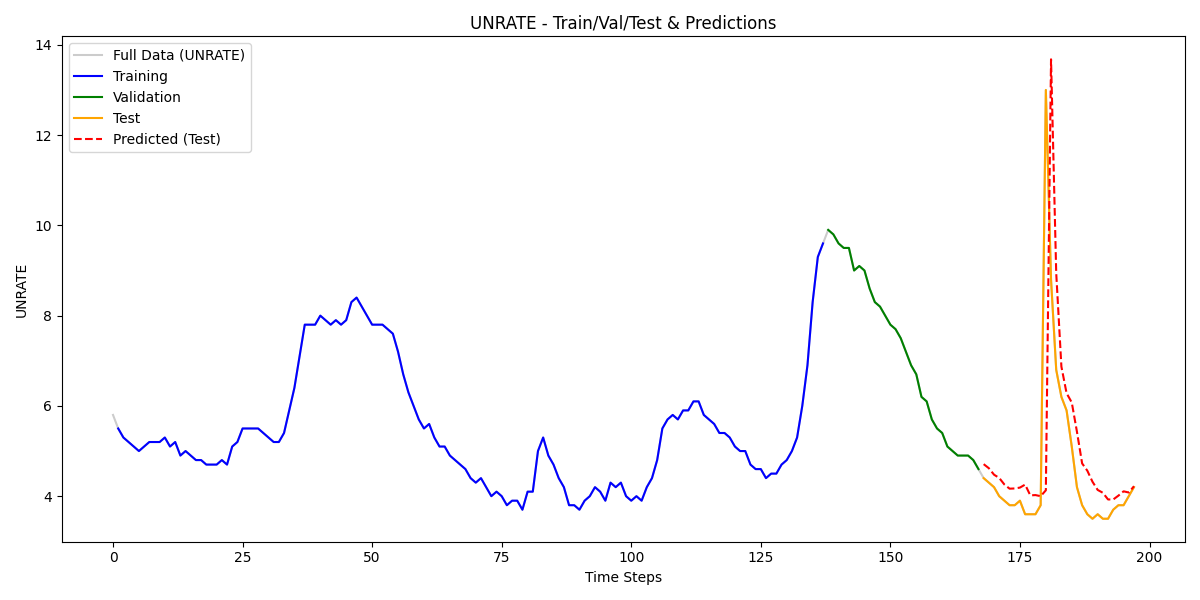 UNRATE - Train/Val/Test & Predictions
Full Data (UNRATE)
Training
Validation
Test
Predicted (Test)
14
12
10
8
6
4
UNRATE
0 25 50 75 100 125 150 175 200
Time Steps